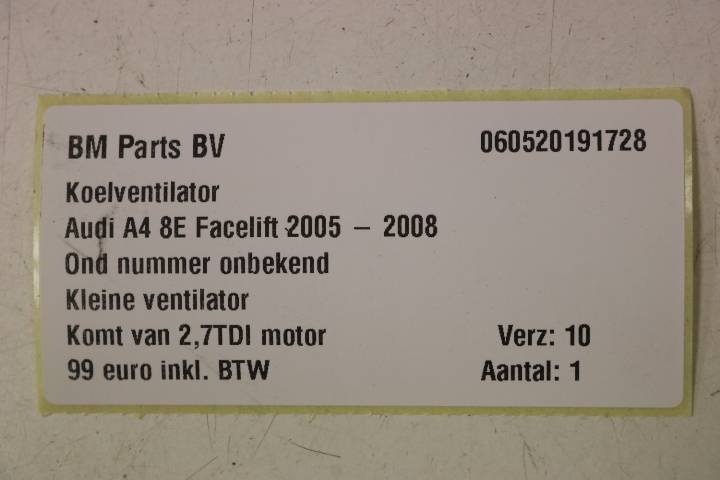 BM Parts BV 060520191728
Koelventilator
Audi A4 8E Facelift 2005 – 2008
Ond nummer onbekend
Kleine ventilator
Komt van 2,7TDI motor Verz: 10
99 euro inkl. BTW Aantal: 1